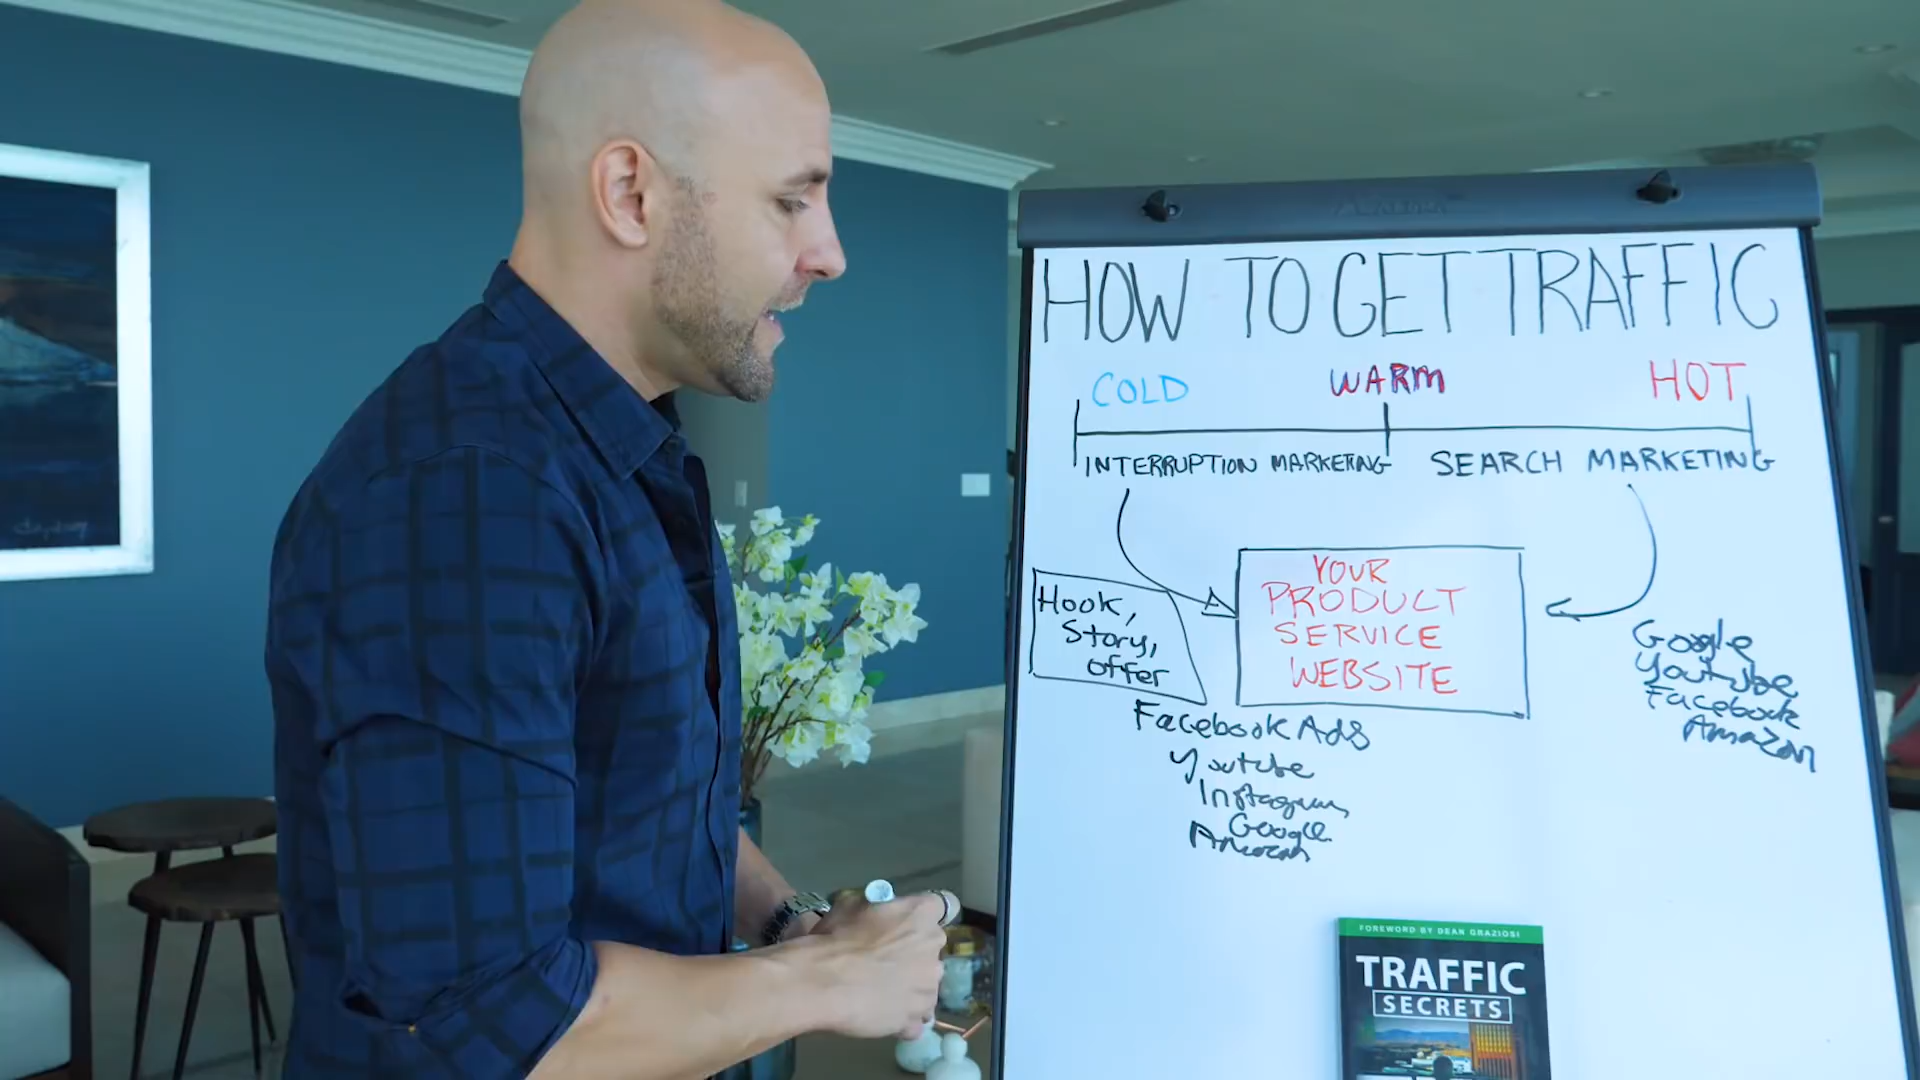 HOW TO GET TRAFFIC
COLD WARM HOT
INTERRUPTION MARKETING SEARCH MARKETING
Hook,
Story,
offer
YOUR
PRODUCT
SERVICE
WEBSITE
Facebook Ads
Youtube
Instagram
Google
Amazon
Google
Youtube
Facebook
Amazon
FOREWORD BY DEAN GRAZIOSI
TRAFFIC
SECRETS